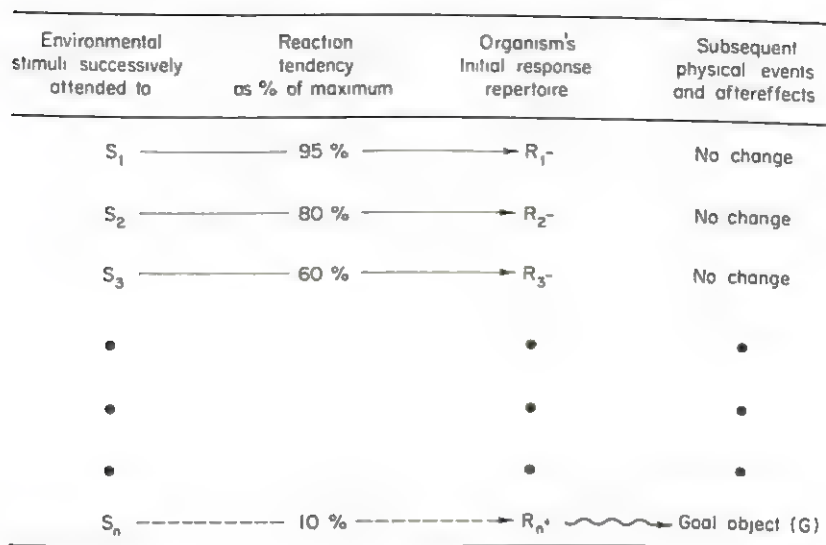 Environmental stimuli successively attended to
Reaction tendency as % of maximum
Organism's Initial response repertoire
Subsequent physical events and aftereffects
S₁ 95 % R₁- No change
S₂ 80 % R₂- No change
S₃ 60 % R₃- No change
Sₙ 10 % Rₙ+ Goal object (G)